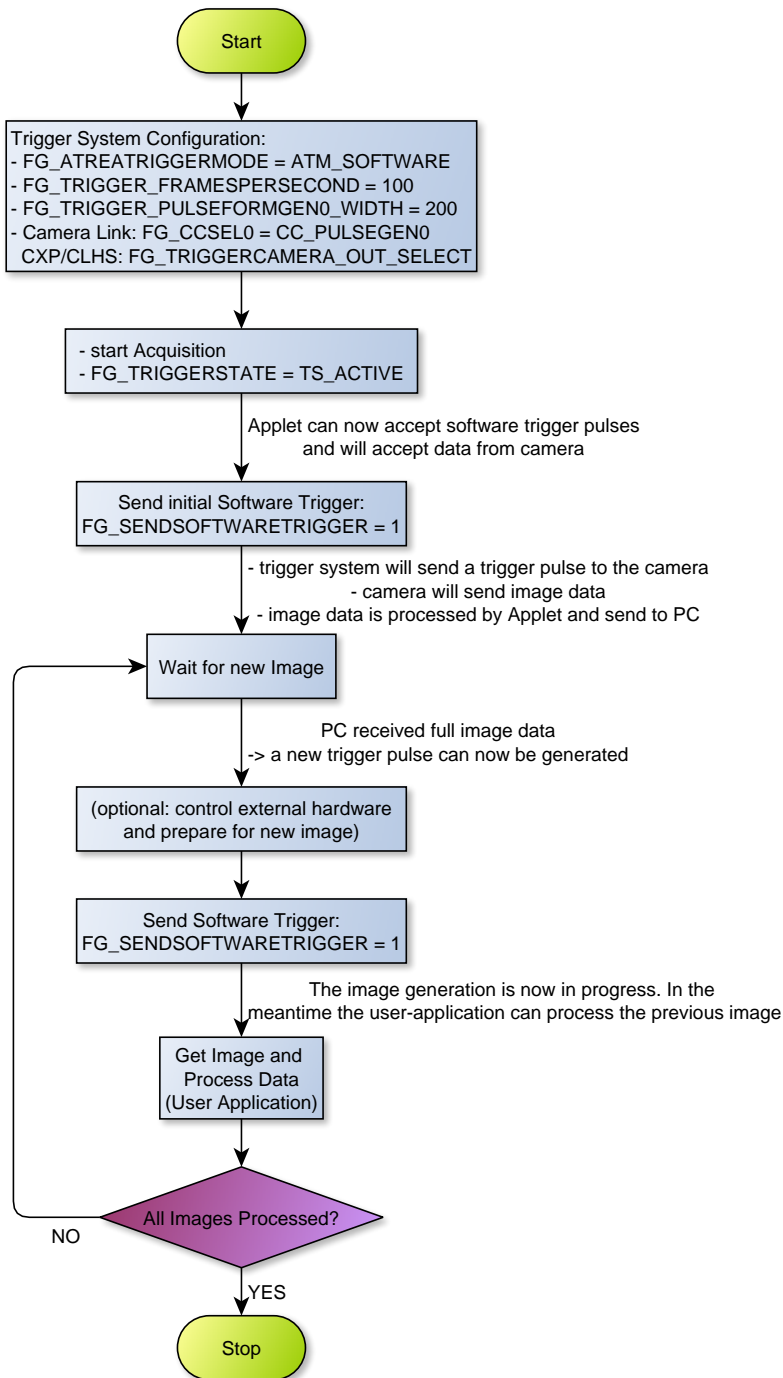 Start
Trigger System Configuration:
- FG_ATREATRIGGERMODE = ATM_SOFTWARE
- FG_TRIGGER_FRAMESPERSECOND = 100
- FG_TRIGGER_PULSEFORMGEN0_WIDTH = 200
- Camera Link: FG_CCSEL0 = CC_PULSEGEN0
CXP/CLHS: FG_TRIGGERCAMERA_OUT_SELECT
- start Acquisition
- FG_TRIGGERSTATE = TS_ACTIVE
Applet can now accept software trigger pulses
and will accept data from camera
Send initial Software Trigger:
FG_SENDSOFTWARETRIGGER = 1
- trigger system will send a trigger pulse to the camera
- camera will send image data
- image data is processed by Applet and send to PC
Wait for new Image
PC received full image data
-> a new trigger pulse can now be generated
(optional: control external hardware
and prepare for new image)
Send Software Trigger:
FG_SENDSOFTWARETRIGGER = 1
The image generation is now in progress. In the
meantime the user-application can process the previous image
Get Image and
Process Data
(User Application)
All Images Processed?
NO
YES
Stop